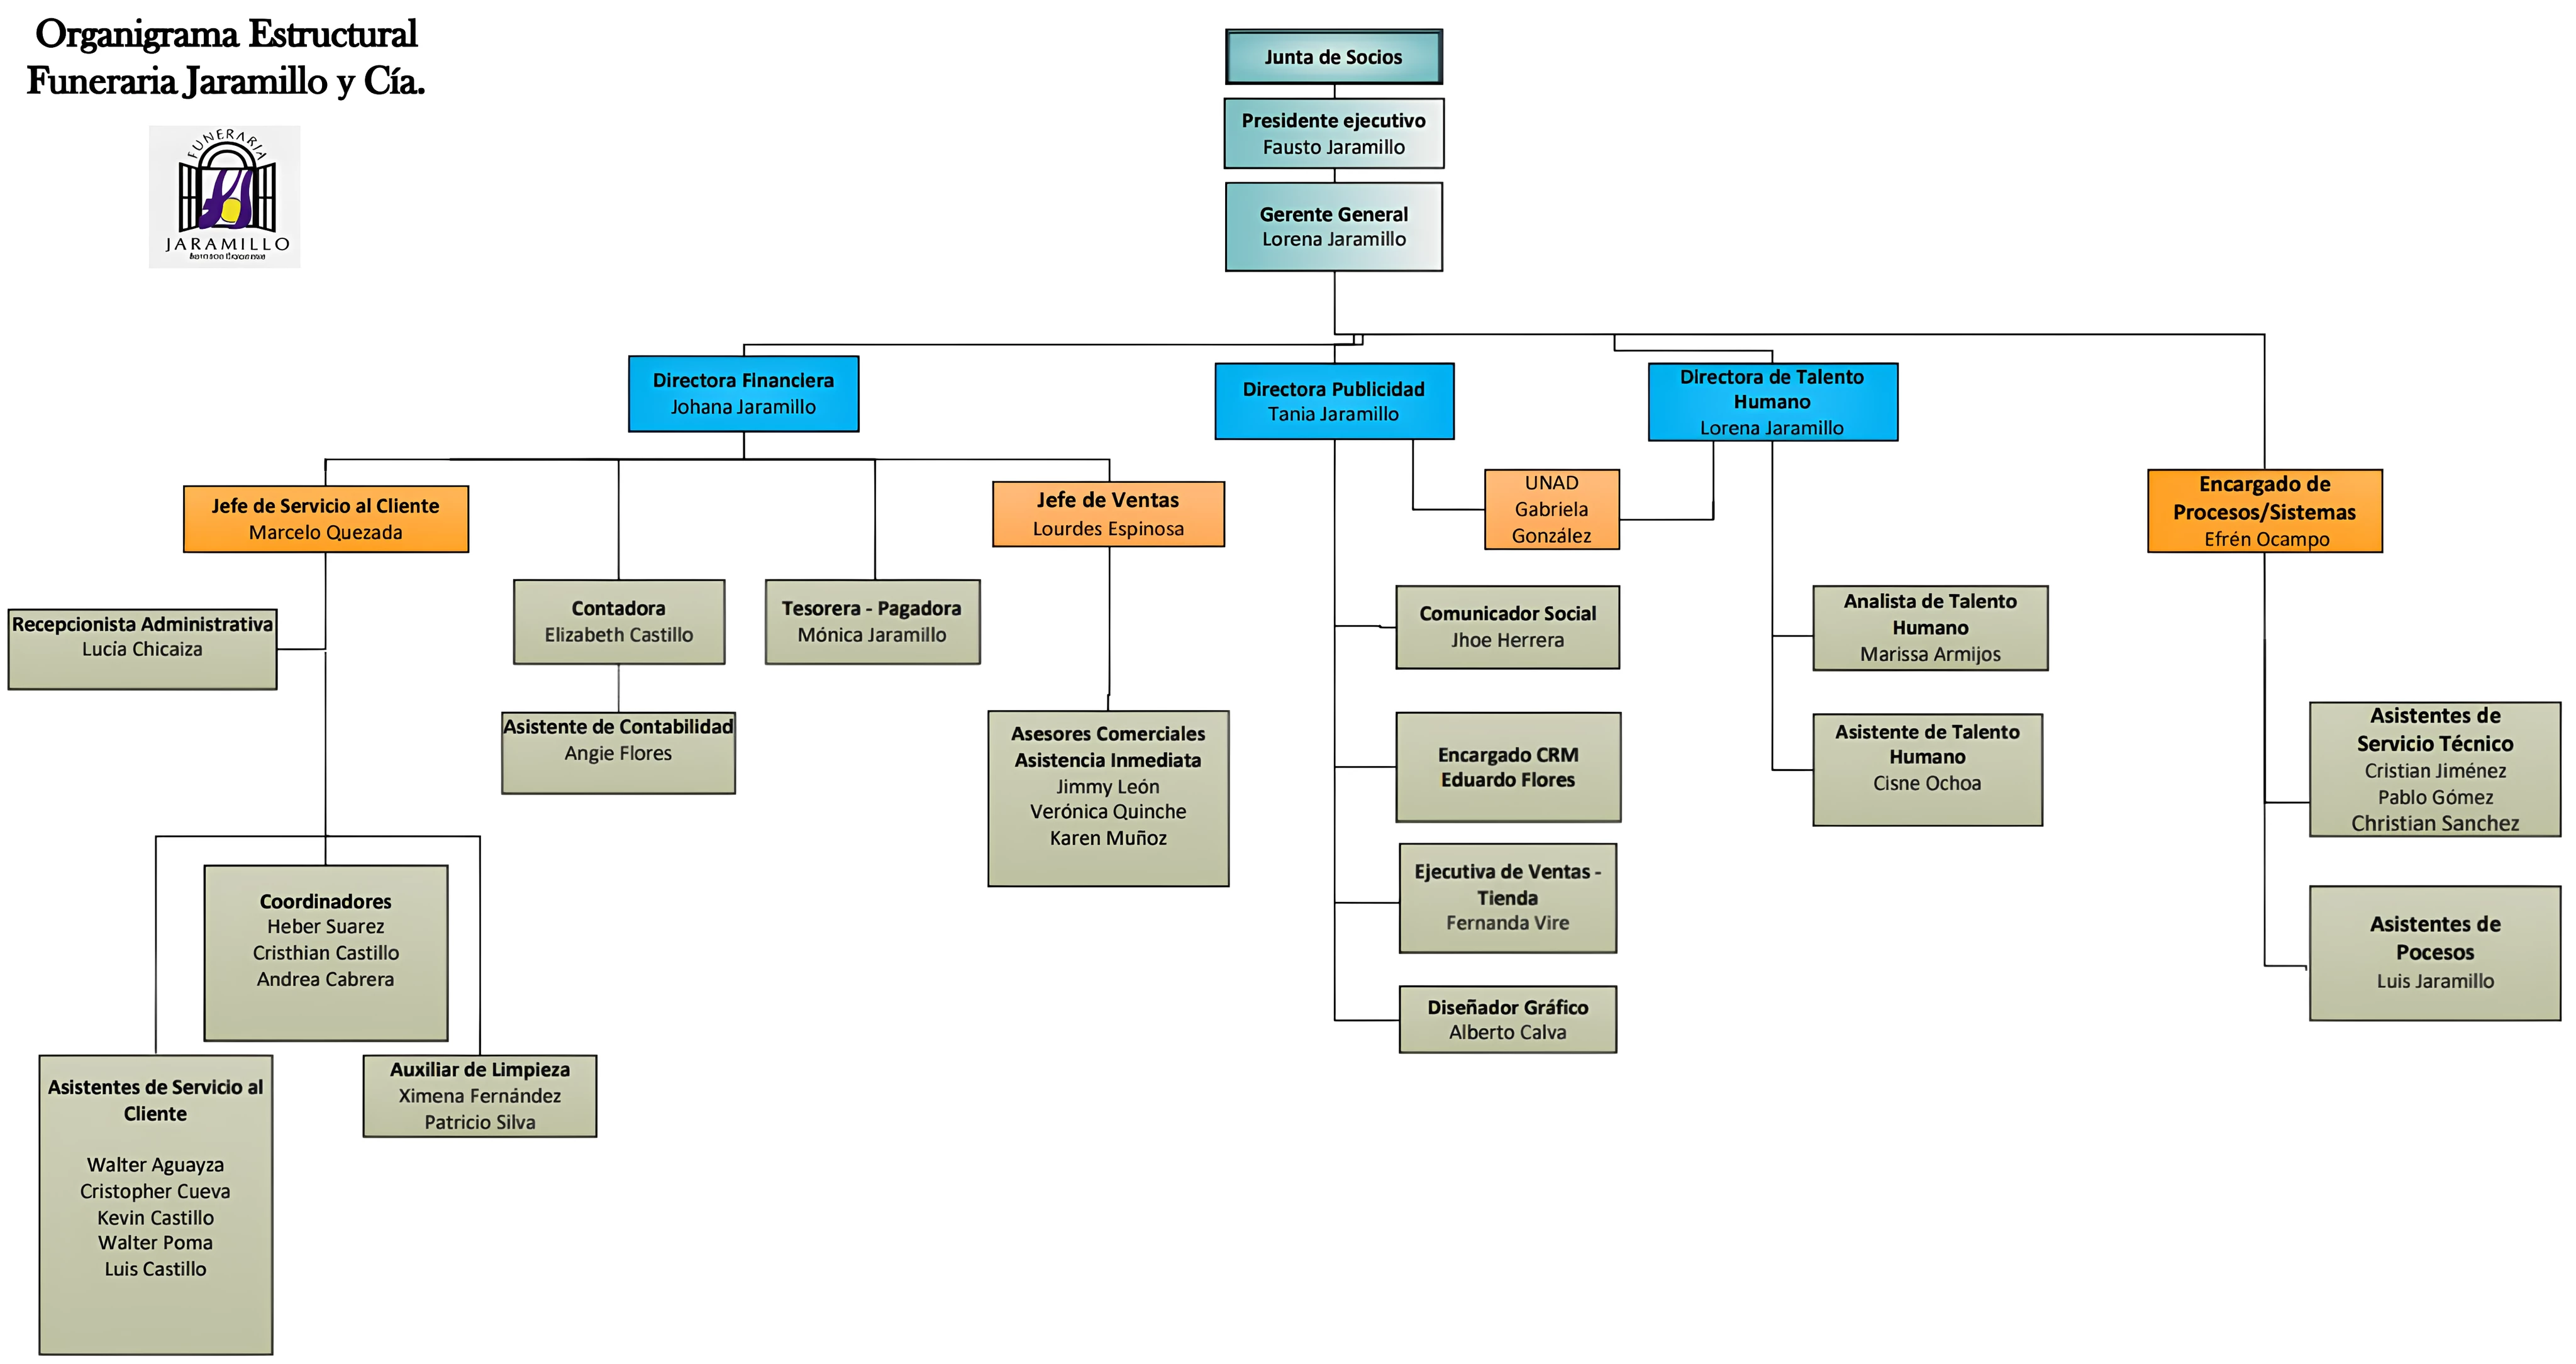 Organigrama Estructural
Funeraria Jaramillo y Cía.
FUNERARIA
JARAMILLO
Junta de Socios
Presidente ejecutivo
Fausto Jaramillo
Gerente General
Lorena Jaramillo
Directora Financiera
Johana Jaramillo
Directora Publicidad
Tania Jaramillo
Directora de Talento
Humano
Lorena Jaramillo
Jefe de Servicio al Cliente
Marcelo Quezada
Jefe de Ventas
Lourdes Espinosa
UNAD
Gabriela
González
Encargado de
Procesos/Sistemas
Efrén Ocampo
Recepcionista Administrativa
Lucía Chicaiza
Contadora
Elizabeth Castillo
Tesorera - Pagadora
Mónica Jaramillo
Comunicador Social
Jhoe Herrera
Analista de Talento
Humano
Marissa Armijos
Asistente de Contabilidad
Angie Flores
Asesores Comerciales
Asistencia Inmediata
Jimmy León
Verónica Quinche
Karen Muñoz
Encargado CRM
Eduardo Flores
Asistente de Talento
Humano
Cisne Ochoa
Asistentes de
Servicio Técnico
Cristian Jiménez
Pablo Gómez
Christian Sanchez
Coordinadores
Heber Suarez
Cristhian Castillo
Andrea Cabrera
Ejecutiva de Ventas -
Tienda
Fernanda Vire
Asistentes de
Pocesos
Luis Jaramillo
Diseñador Gráfico
Alberto Calva
Asistentes de Servicio al
Cliente
Walter Aguayza
Cristopher Cueva
Kevin Castillo
Walter Poma
Luis Castillo
Auxiliar de Limpieza
Ximena Fernández
Patricio Silva